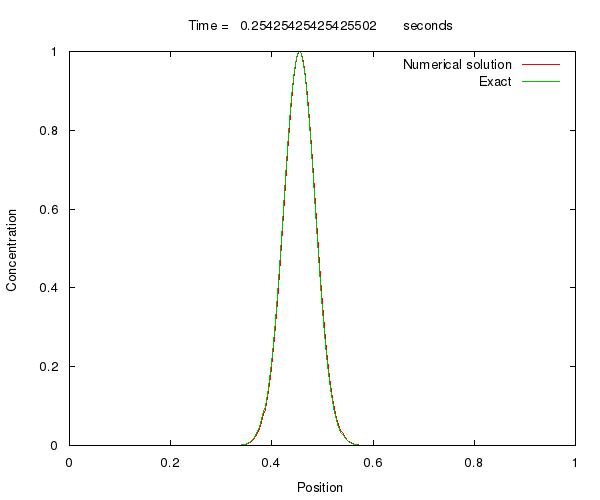 Time = 0.25425425425425502 seconds
1
Numerical solution
Exact
0.8
0.6
Concentration
0.4
0.2
0
0 0.2 0.4 0.6 0.8 1
Position